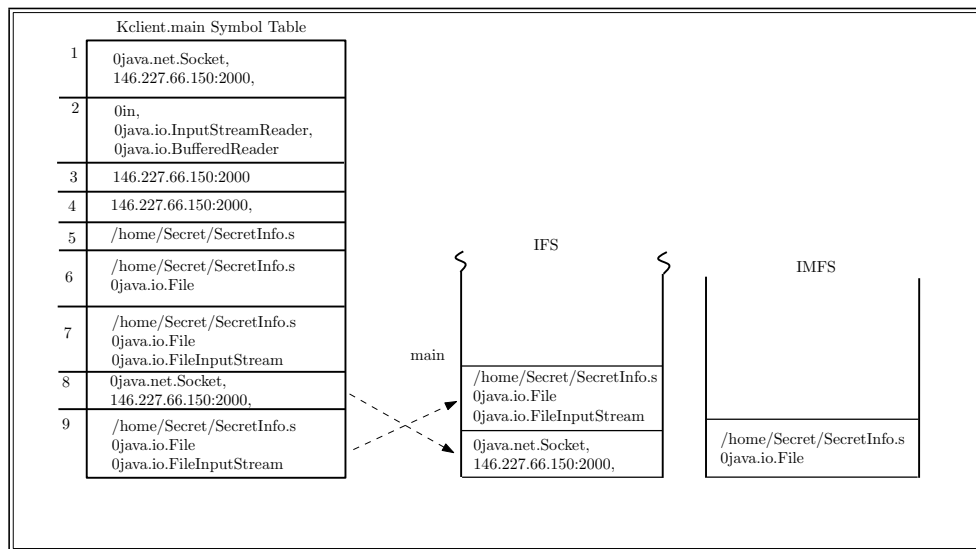 Kclient.main Symbol Table
1
0java.net.Socket,
146.227.66.150:2000,
2
0in,
0java.io.InputStreamReader,
0java.io.BufferedReader
3
146.227.66.150:2000
4
146.227.66.150:2000,
5
/home/Secret/SecretInfo.s
6
/home/Secret/SecretInfo.s
0java.io.File
7
/home/Secret/SecretInfo.s
0java.io.File
0java.io.FileInputStream
8
0java.net.Socket,
146.227.66.150:2000,
9
/home/Secret/SecretInfo.s
0java.io.File
0java.io.FileInputStream
IFS
main
/home/Secret/SecretInfo.s
0java.io.File
0java.io.FileInputStream
0java.net.Socket,
146.227.66.150:2000,
IMFS
/home/Secret/SecretInfo.s
0java.io.File